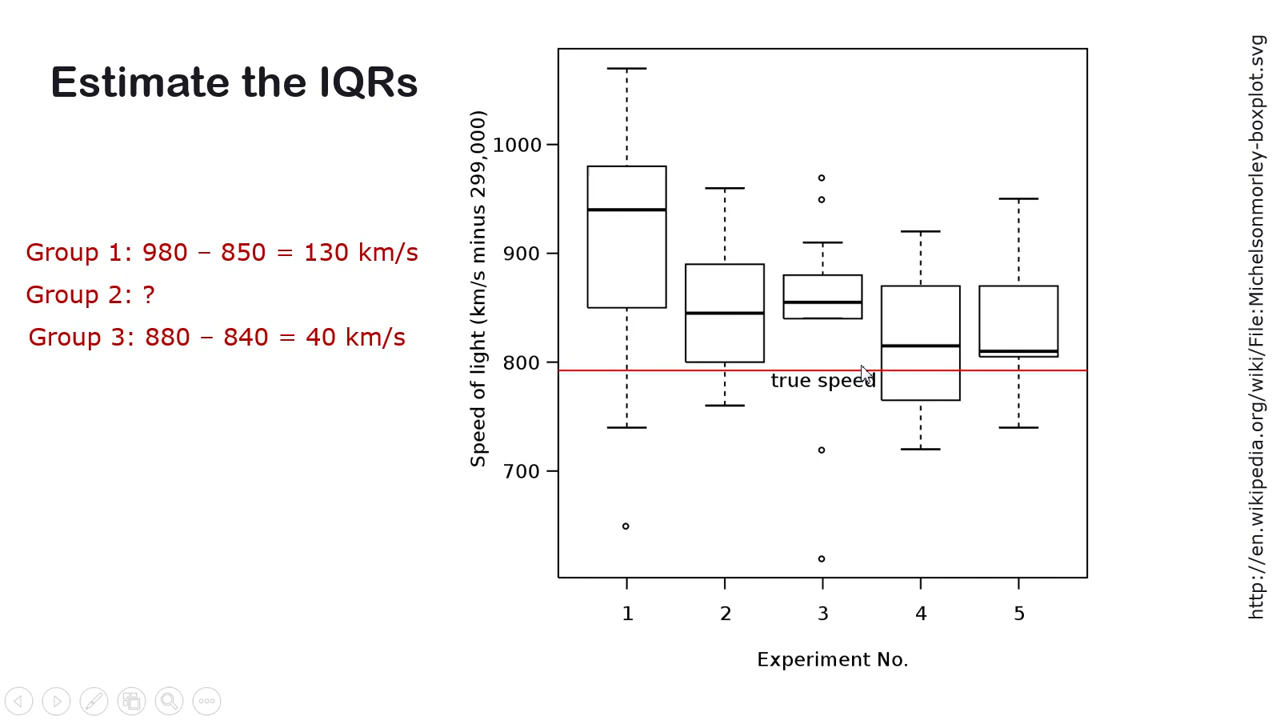 Estimate the IQRs
Group 1: 980 – 850 = 130 km/s
Group 2: ?
Group 3: 880 – 840 = 40 km/s
Speed of light (km/s minus 299,000)
1000
900
800
700
true speed
1 2 3 4 5
Experiment No.
http://en.wikipedia.org/wiki/File:Michelsonmorley-boxplot.svg